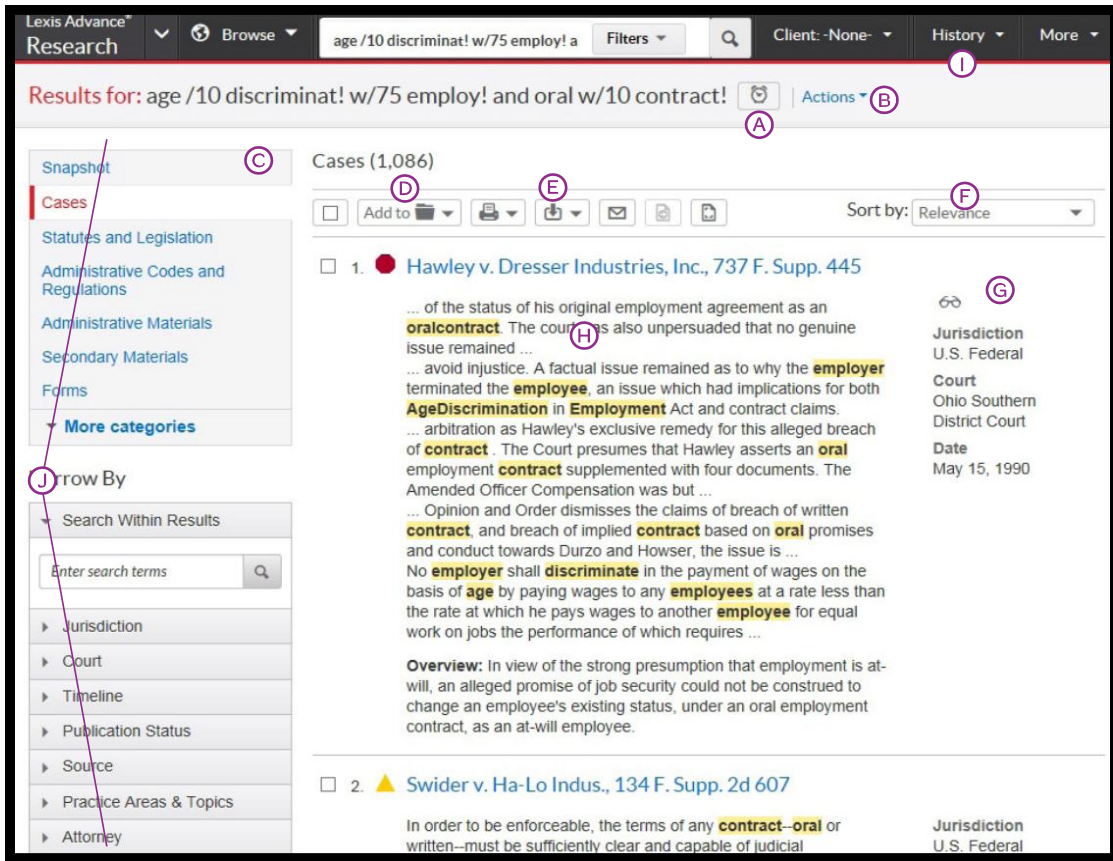 Lexis Advance®
Research
Browse
age /10 discriminat! w/75 employ! a
Filters
Client: -None-
History
More
I
Results for: age /10 discriminat! w/75 employ! and oral w/10 contract!
Actions
B
A
Snapshot
C
Cases
Statutes and Legislation
Administrative Codes and
Regulations
Administrative Materials
Secondary Materials
Forms
More categories
J
rrow By
Search Within Results
Enter search terms
Jurisdiction
Court
Timeline
Publication Status
Source
Practice Areas & Topics
Attorney
Cases (1,086)
D
E
F
Add to
Sort by: Relevance
1. Hawley v. Dresser Industries, Inc., 737 F. Supp. 445
... of the status of his original employment agreement as an
oralcontract. The court as also unpersuaded that no genuine
H
issue remained ...
... avoid injustice. A factual issue remained as to why the employer
terminated the employee, an issue which had implications for both
AgeDiscrimination in Employment Act and contract claims.
... arbitration as Hawley's exclusive remedy for this alleged breach
of contract . The Court presumes that Hawley asserts an oral
employment contract supplemented with four documents. The
Amended Officer Compensation was but ...
... Opinion and Order dismisses the claims of breach of written
contract, and breach of implied contract based on oral promises
and conduct towards Durzo and Howser, the issue is ...
No employer shall discriminate in the payment of wages on the
basis of age by paying wages to any employees at a rate less than
the rate at which he pays wages to another employee for equal
work on jobs the performance of which requires ...
Overview: In view of the strong presumption that employment is at-
will, an alleged promise of job security could not be construed to
change an employee's existing status, under an oral employment
contract, as an at-will employee.
G
Jurisdiction
U.S. Federal
Court
Ohio Southern
District Court
Date
May 15, 1990
2. Swider v. Ha-Lo Indus., 134 F. Supp. 2d 607
In order to be enforceable, the terms of any contract--oral or
written--must be sufficiently clear and capable of judicial
Jurisdiction
U.S. Federal